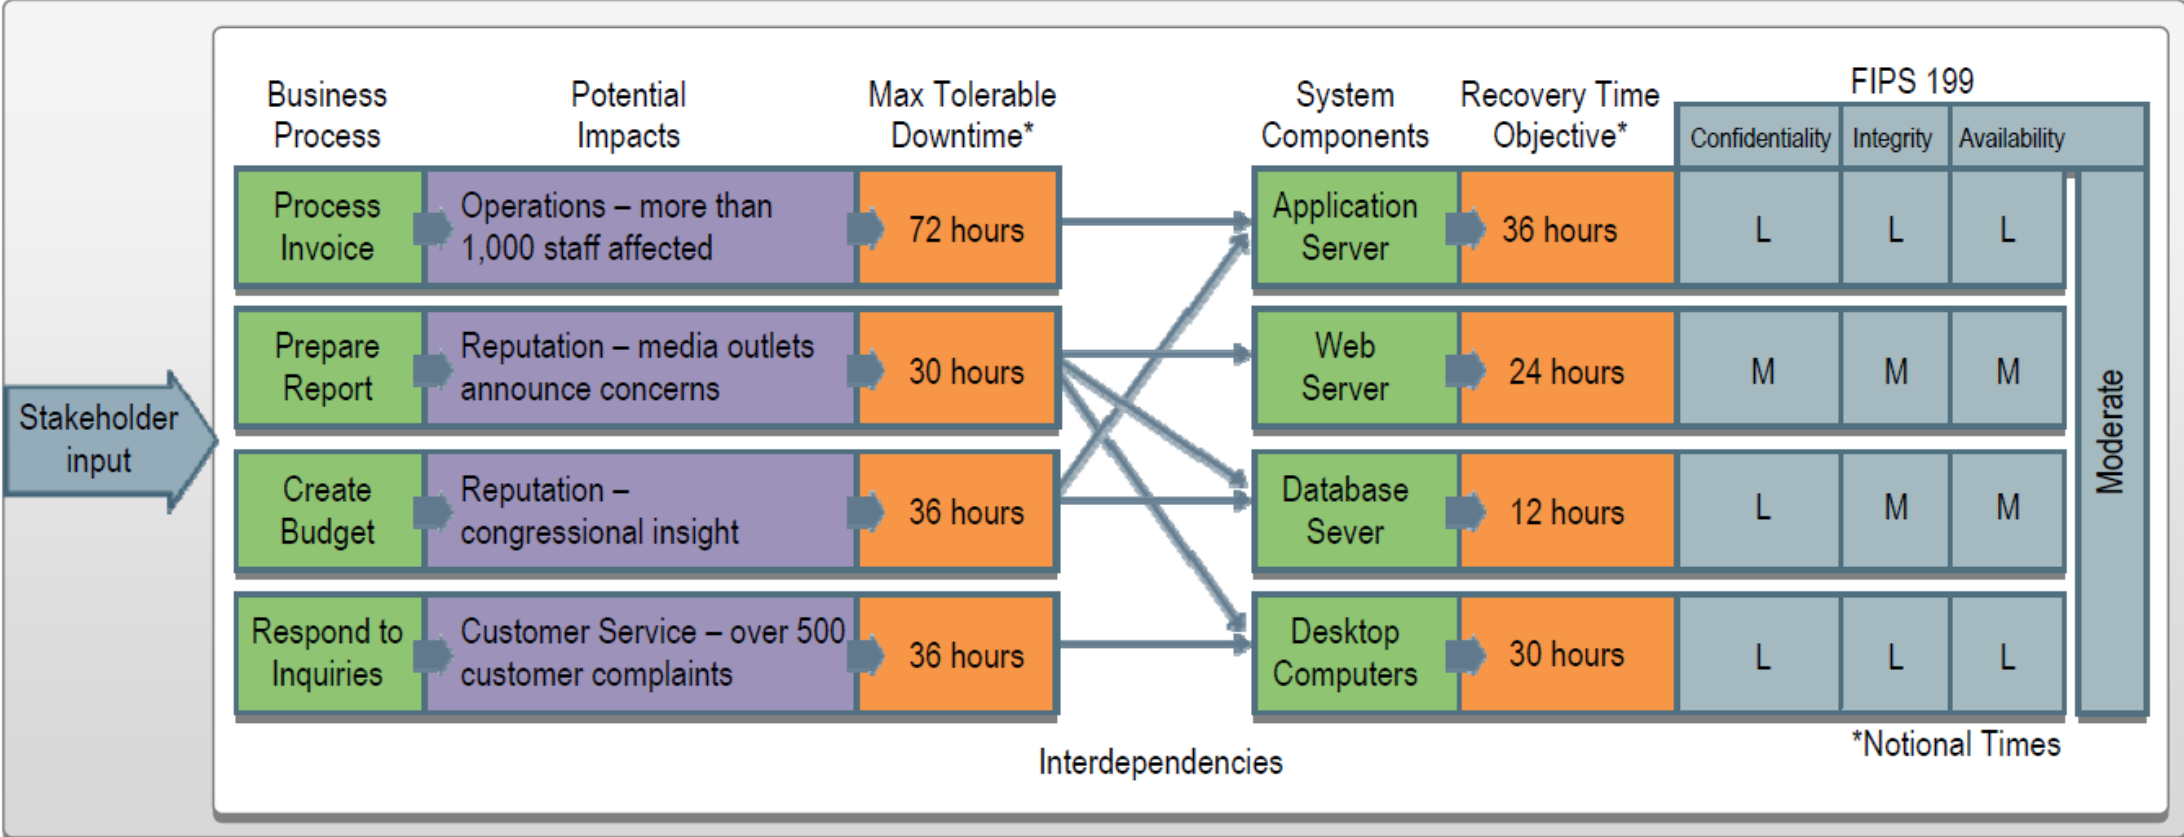 Business
Process
Potential
Impacts
Max Tolerable
Downtime*
System
Components
Recovery Time
Objective*
FIPS 199
Confidentiality
Integrity
Availability
Stakeholder
input
Process
Invoice
Operations – more than
1,000 staff affected
72 hours
Application
Server
36 hours
L
L
L
Prepare
Report
Reputation – media outlets
announce concerns
30 hours
Web
Server
24 hours
M
M
M
Create
Budget
Reputation –
congressional insight
36 hours
Database
Sever
12 hours
L
M
M
Respond to
Inquiries
Customer Service – over 500
customer complaints
36 hours
Desktop
Computers
30 hours
L
L
L
Moderate
*Notional Times
Interdependencies